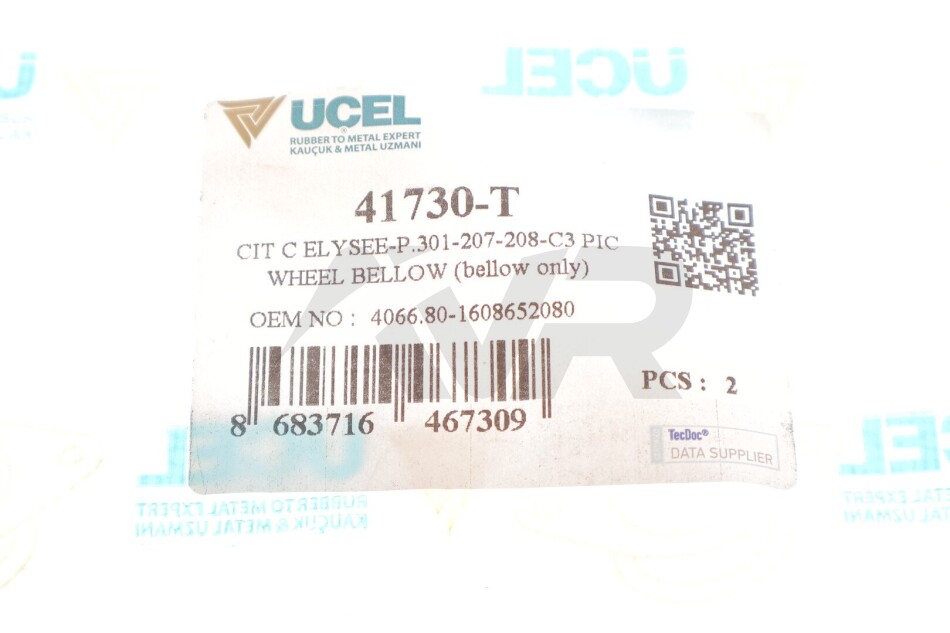 UCEL
UÇEL
RUBBER TO METAL EXPERT
KAUÇUK & METAL UZMANI
41730-T
CIT C ELYSEE-P.301-207-208-C3 PIC
WHEEL BELLOW (bellow only)
OEM NO : 4066.80-1608652080
VR
8 683716 467309
PCS : 2
TecDoc®
DATA SUPPLIER
RUBBER TO METAL EXPERT
KAUÇUK & METAL UZMANI